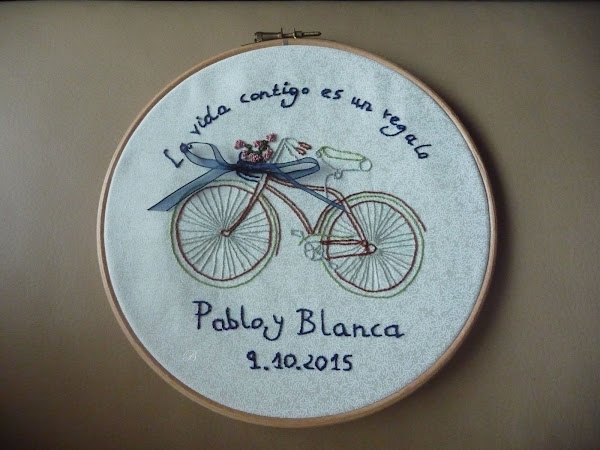 La vida contigo es un regalo
Pablo y Blanca
9.10.2015